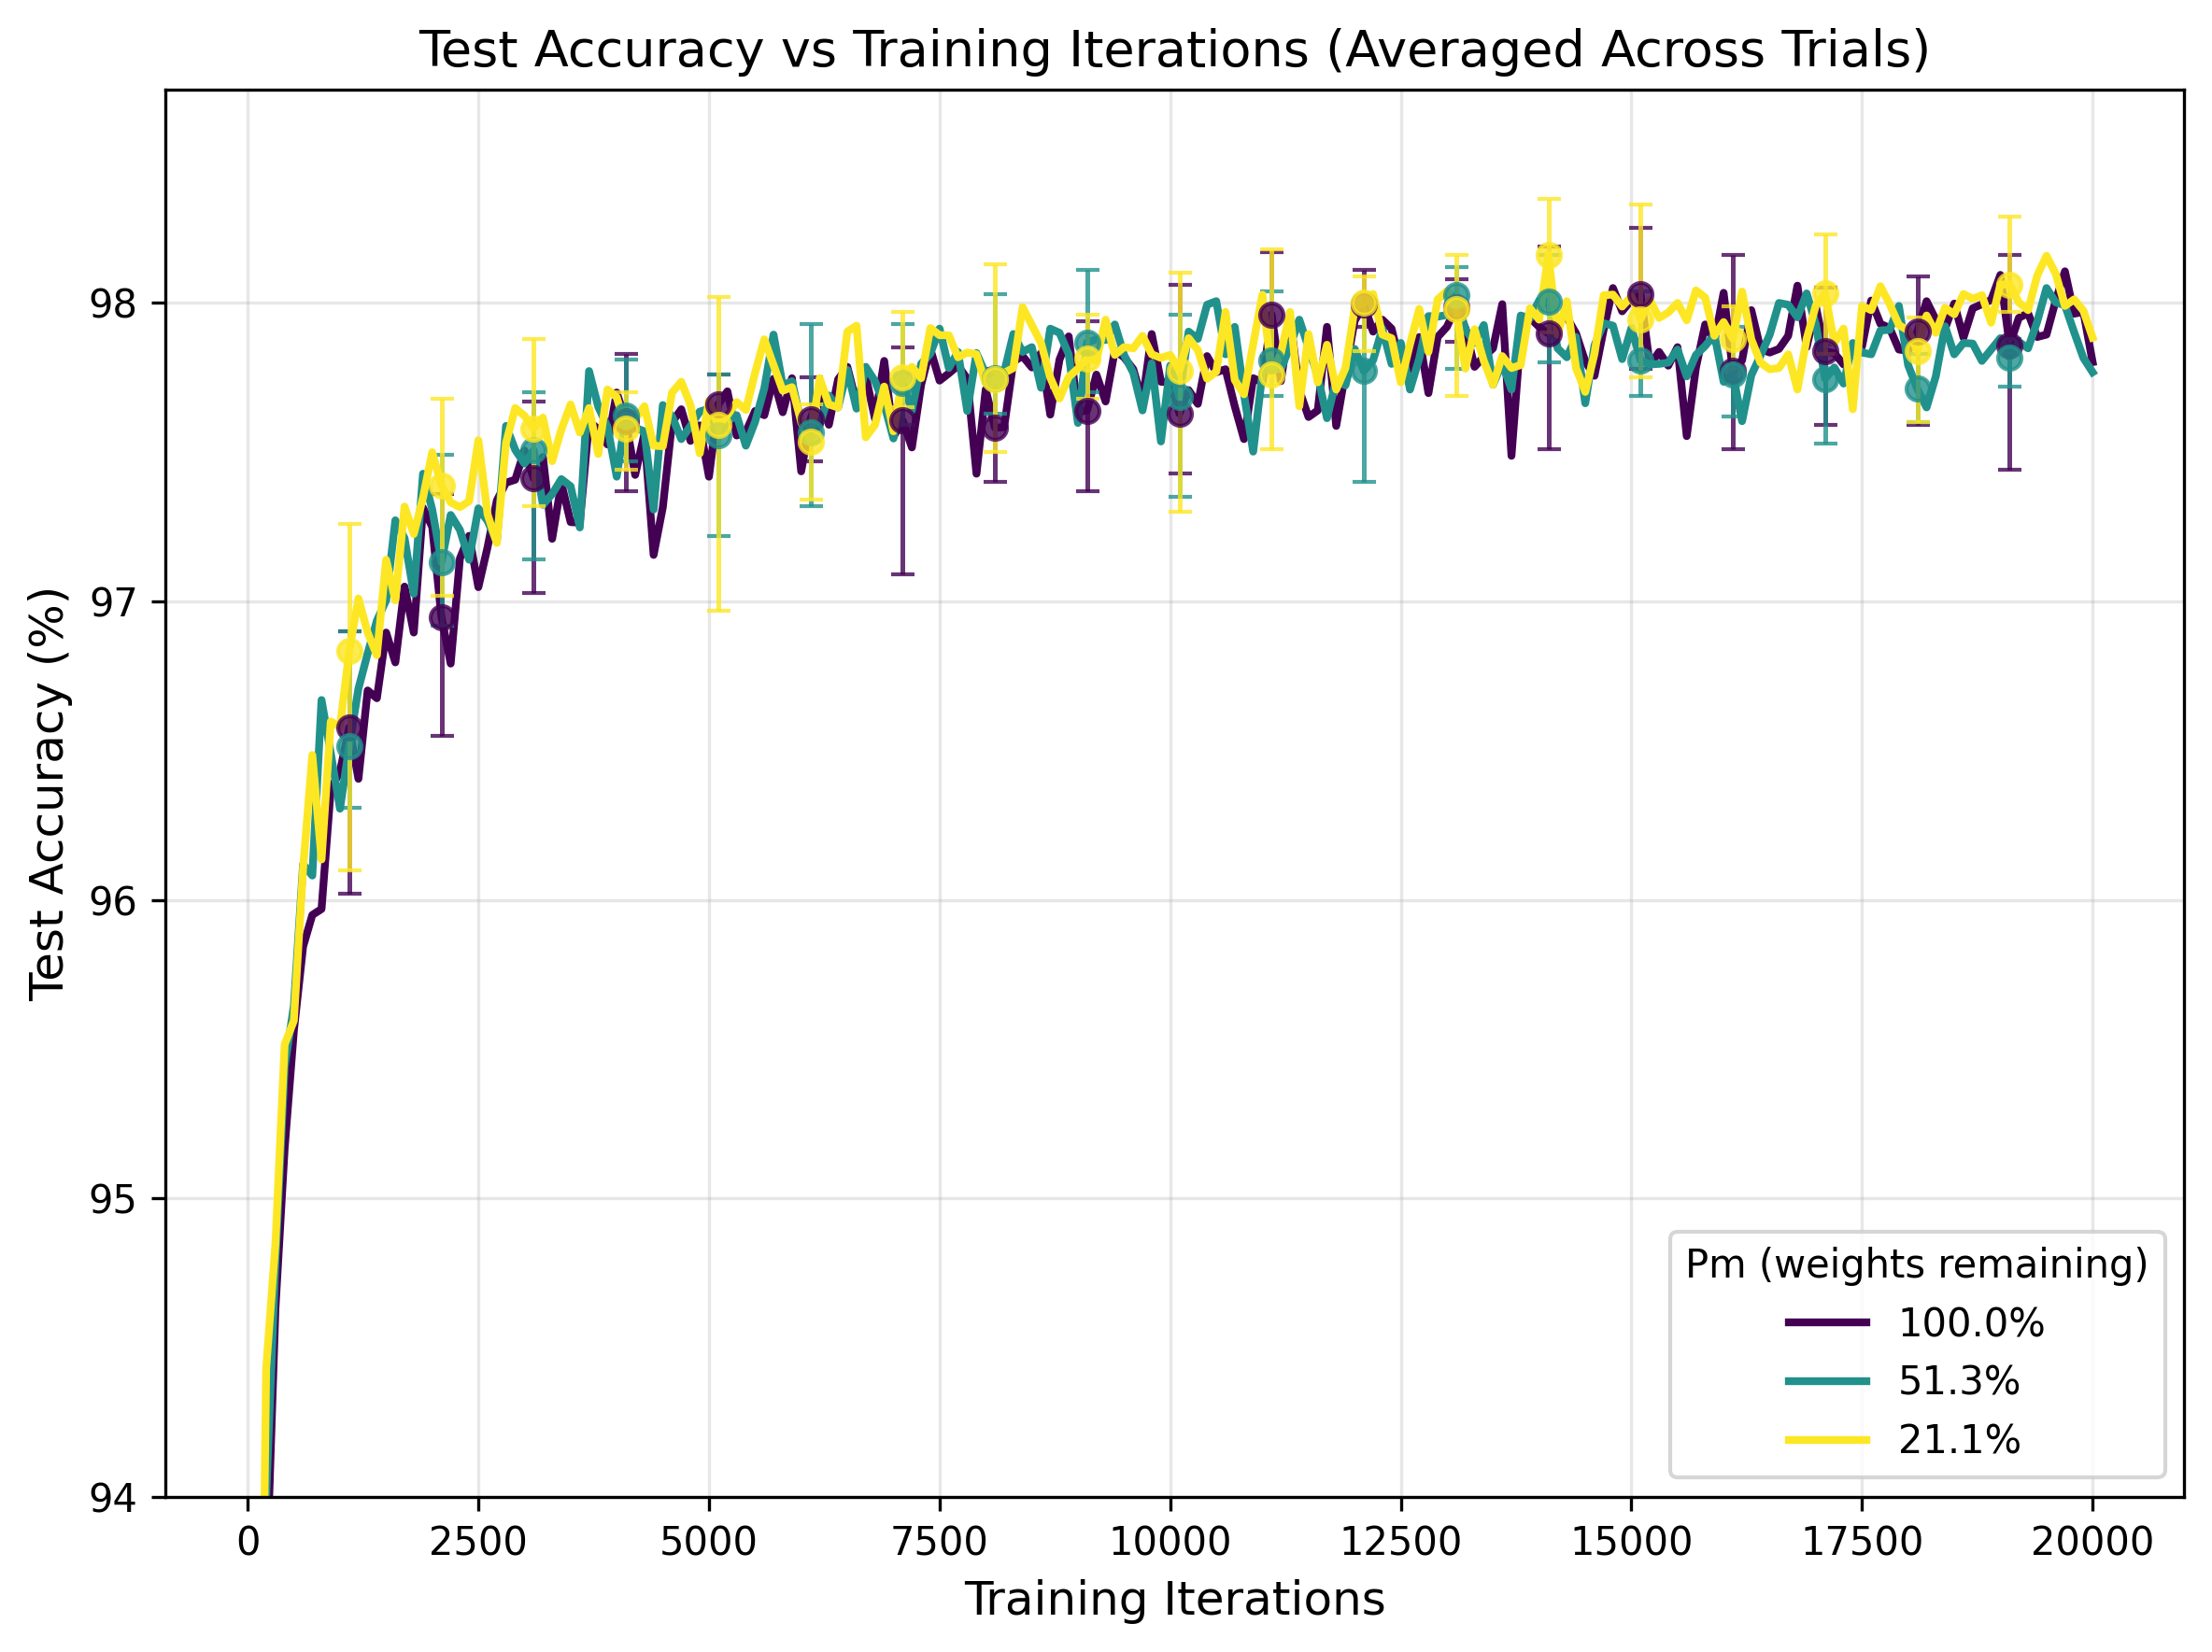 Test Accuracy vs Training Iterations (Averaged Across Trials)
Test Accuracy (%)
98
97
96
95
94
0 2500 5000 7500 10000 12500 15000 17500 20000
Training Iterations
Pm (weights remaining)
100.0%
51.3%
21.1%